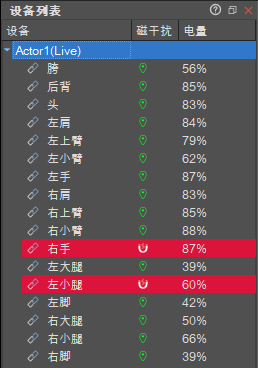 设备列表
设备 磁干扰 电量
Actor1(Live)
胯 56%
后背 85%
头 83%
左肩 84%
左上臂 79%
左小臂 62%
左手 87%
右肩 83%
右上臂 85%
右小臂 88%
右手 87%
左大腿 39%
左小腿 60%
左脚 42%
右大腿 50%
右小腿 66%
右脚 39%